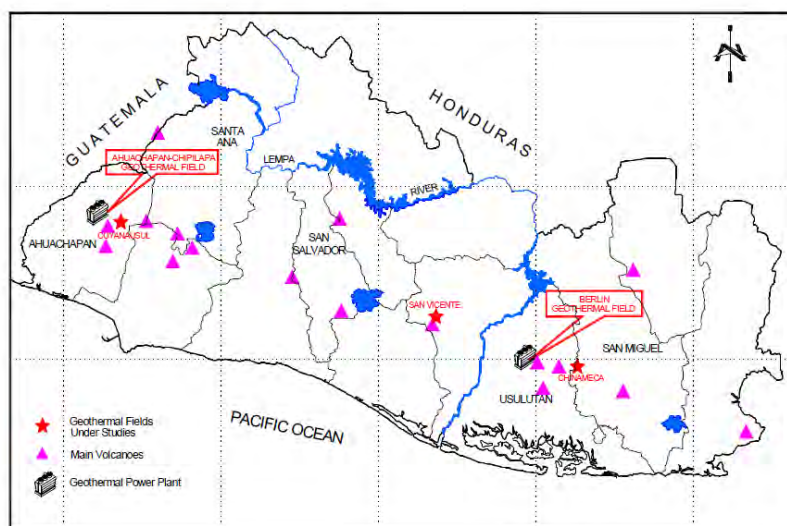 GUATEMALA
HONDURAS
SANTA
ANA
AHUACHAPAN-CHIPILAPA
GEOTHERMAL FIELD
LEMPA
RIVER
CUYANAUSUL
AHUACHAPAN
SAN
SALVADOR
SAN VICENTE
BERLIN
GEOTHERMAL FIELD
SAN MIGUEL
CHINAMECA
USULUTAN
PACIFIC OCEAN
Geothermal Fields
Under Studies
Main Volcanoes
Geothermal Power Plant